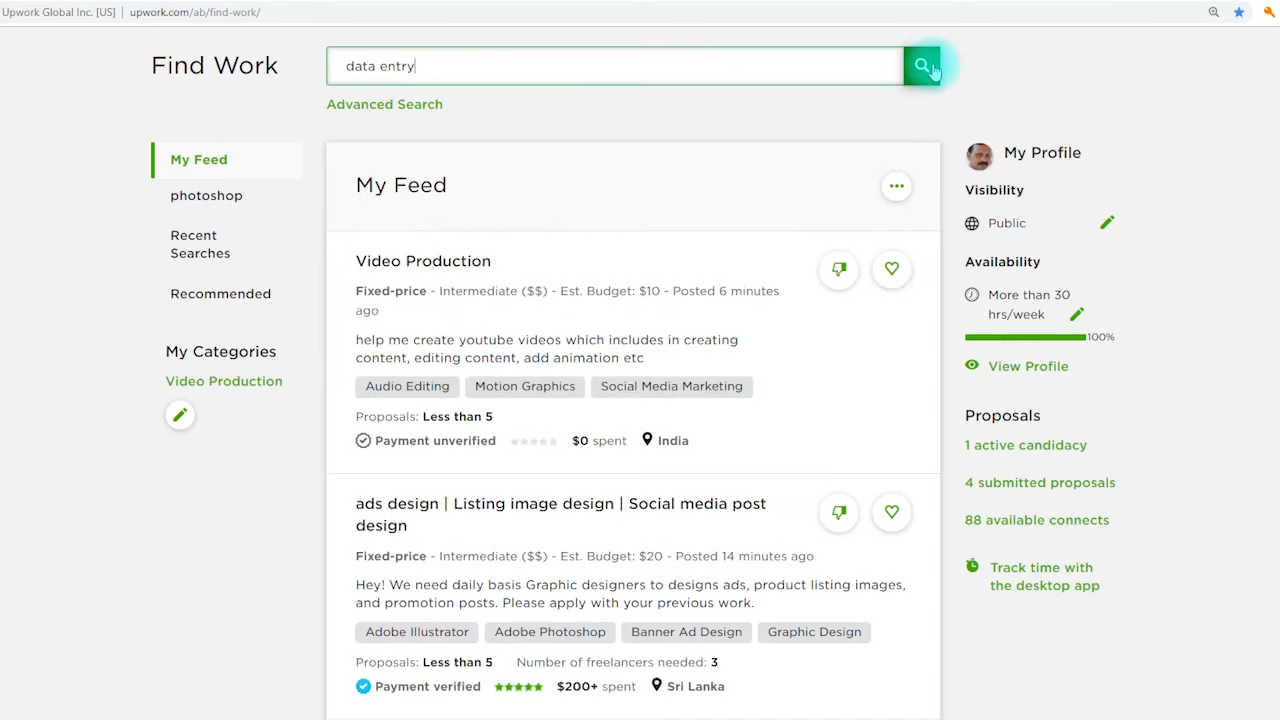 Upwork Global Inc. [US] | upwork.com/ab/find-work/
Find Work
data entry
Advanced Search
My Feed
photoshop
Recent
Searches
Recommended
My Categories
Video Production
My Feed
Video Production
Fixed-price - Intermediate ($$) - Est. Budget: $10 - Posted 6 minutes
ago
help me create youtube videos which includes in creating
content, editing content, add animation etc
Audio Editing Motion Graphics Social Media Marketing
Proposals: Less than 5
Payment unverified $0 spent India
ads design | Listing image design | Social media post
design
Fixed-price - Intermediate ($$) - Est. Budget: $20 - Posted 14 minutes ago
Hey! We need daily basis Graphic designers to designs ads, product listing images,
and promotion posts. Please apply with your previous work.
Adobe Illustrator Adobe Photoshop Banner Ad Design Graphic Design
Proposals: Less than 5 Number of freelancers needed: 3
Payment verified $200+ spent Sri Lanka
My Profile
Visibility
Public
Availability
More than 30
hrs/week
100%
View Profile
Proposals
1 active candidacy
4 submitted proposals
88 available connects
Track time with
the desktop app